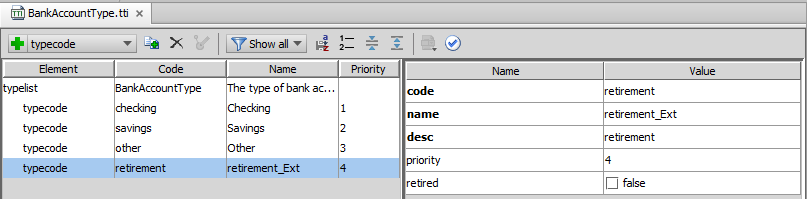 BankAccountType.tti
typecode Show all
Element Code Name Priority
typelist BankAccountType The type of bank ac...
typecode checking Checking 1
typecode savings Savings 2
typecode other Other 3
typecode retirement retirement_Ext 4
Name Value
code retirement
name retirement_Ext
desc retirement
priority 4
retired false